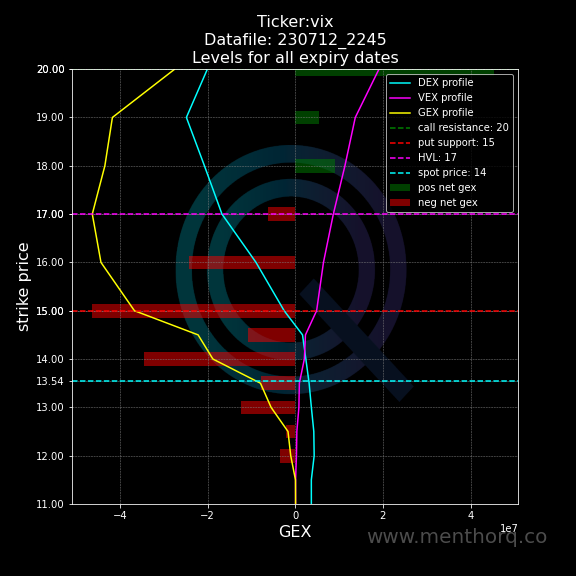 Ticker:vix
Datafile: 230712_2245
Levels for all expiry dates
20.00
19.00
18.00
17.00
16.00
15.00
14.00
13.54
13.00
12.00
11.00
strike price
DEX profile
VEX profile
GEX profile
call resistance: 20
put support: 15
HVL: 17
spot price: 14
pos net gex
neg net gex
−4
−2
0
2
4
1e7
GEX
www.menthorq.co